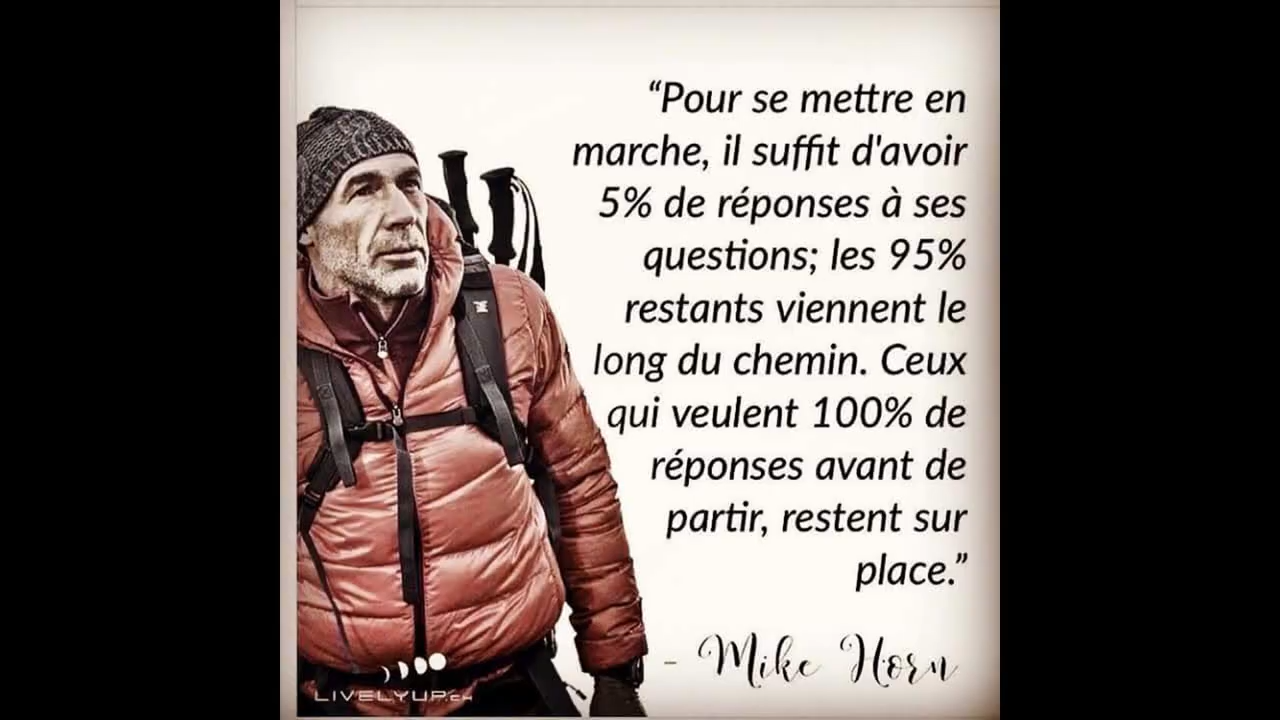 “Pour se mettre en
marche, il suffit d'avoir
5% de réponses à ses
questions; les 95%
restants viennent le
long du chemin. Ceux
qui veulent 100% de
réponses avant de
partir, restent sur
place.”
- Mike Horn
LIVELYUP.CH